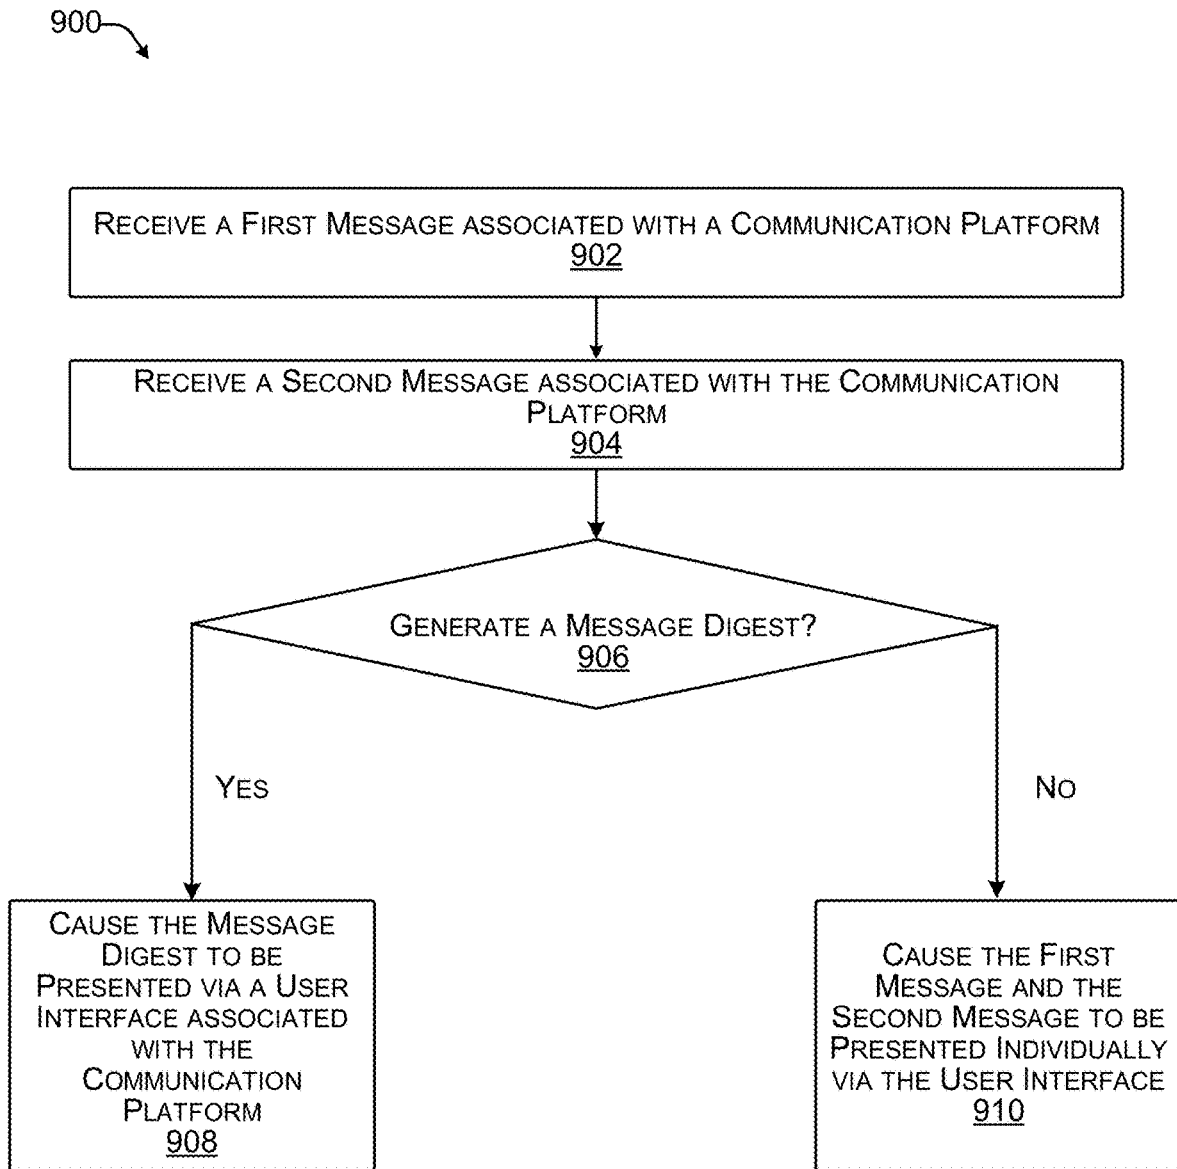 900
RECEIVE A FIRST MESSAGE ASSOCIATED WITH A COMMUNICATION PLATFORM
902
RECEIVE A SECOND MESSAGE ASSOCIATED WITH THE COMMUNICATION
PLATFORM
904
GENERATE A MESSAGE DIGEST?
906
YES
NO
CAUSE THE MESSAGE
DIGEST TO BE
PRESENTED VIA A USER
INTERFACE ASSOCIATED
WITH THE
COMMUNICATION
PLATFORM
908
CAUSE THE FIRST
MESSAGE AND THE
SECOND MESSAGE TO BE
PRESENTED INDIVIDUALLY
VIA THE USER INTERFACE
910